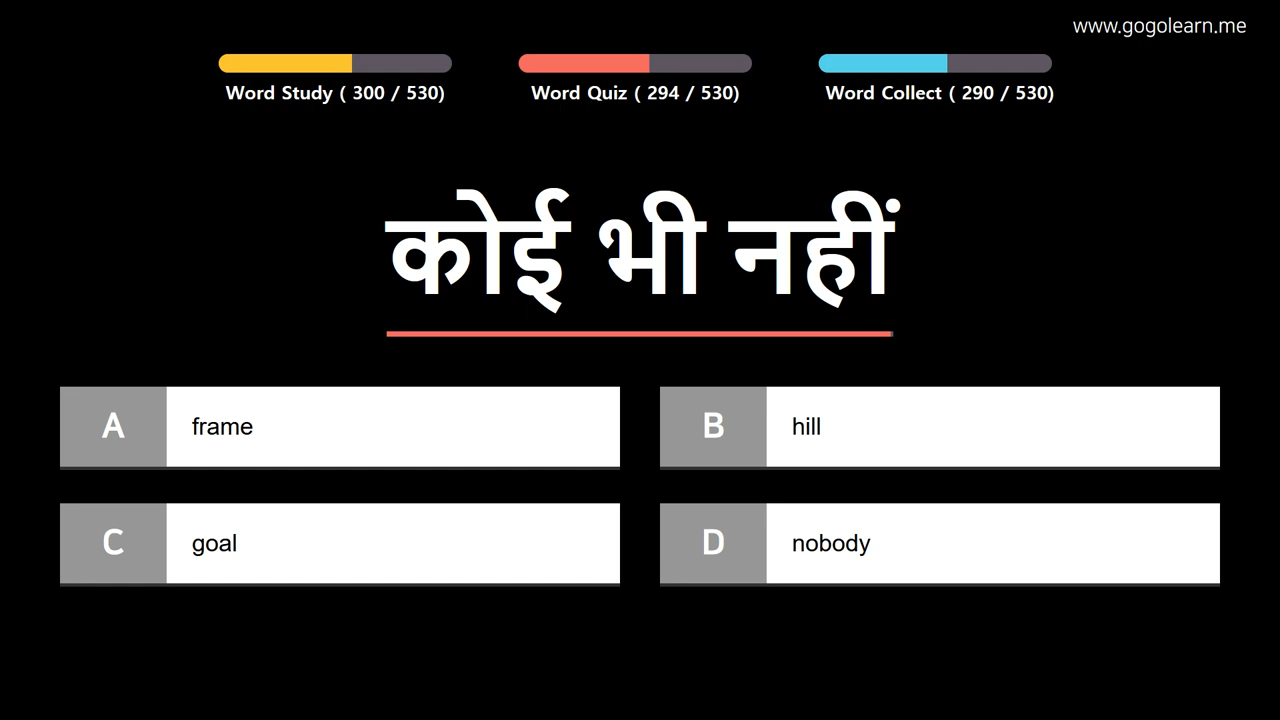 www.gogolearn.me
Word Study ( 300 / 530)
Word Quiz ( 294 / 530)
Word Collect ( 290 / 530)
कोई भी नहीं
A frame
B hill
C goal
D nobody